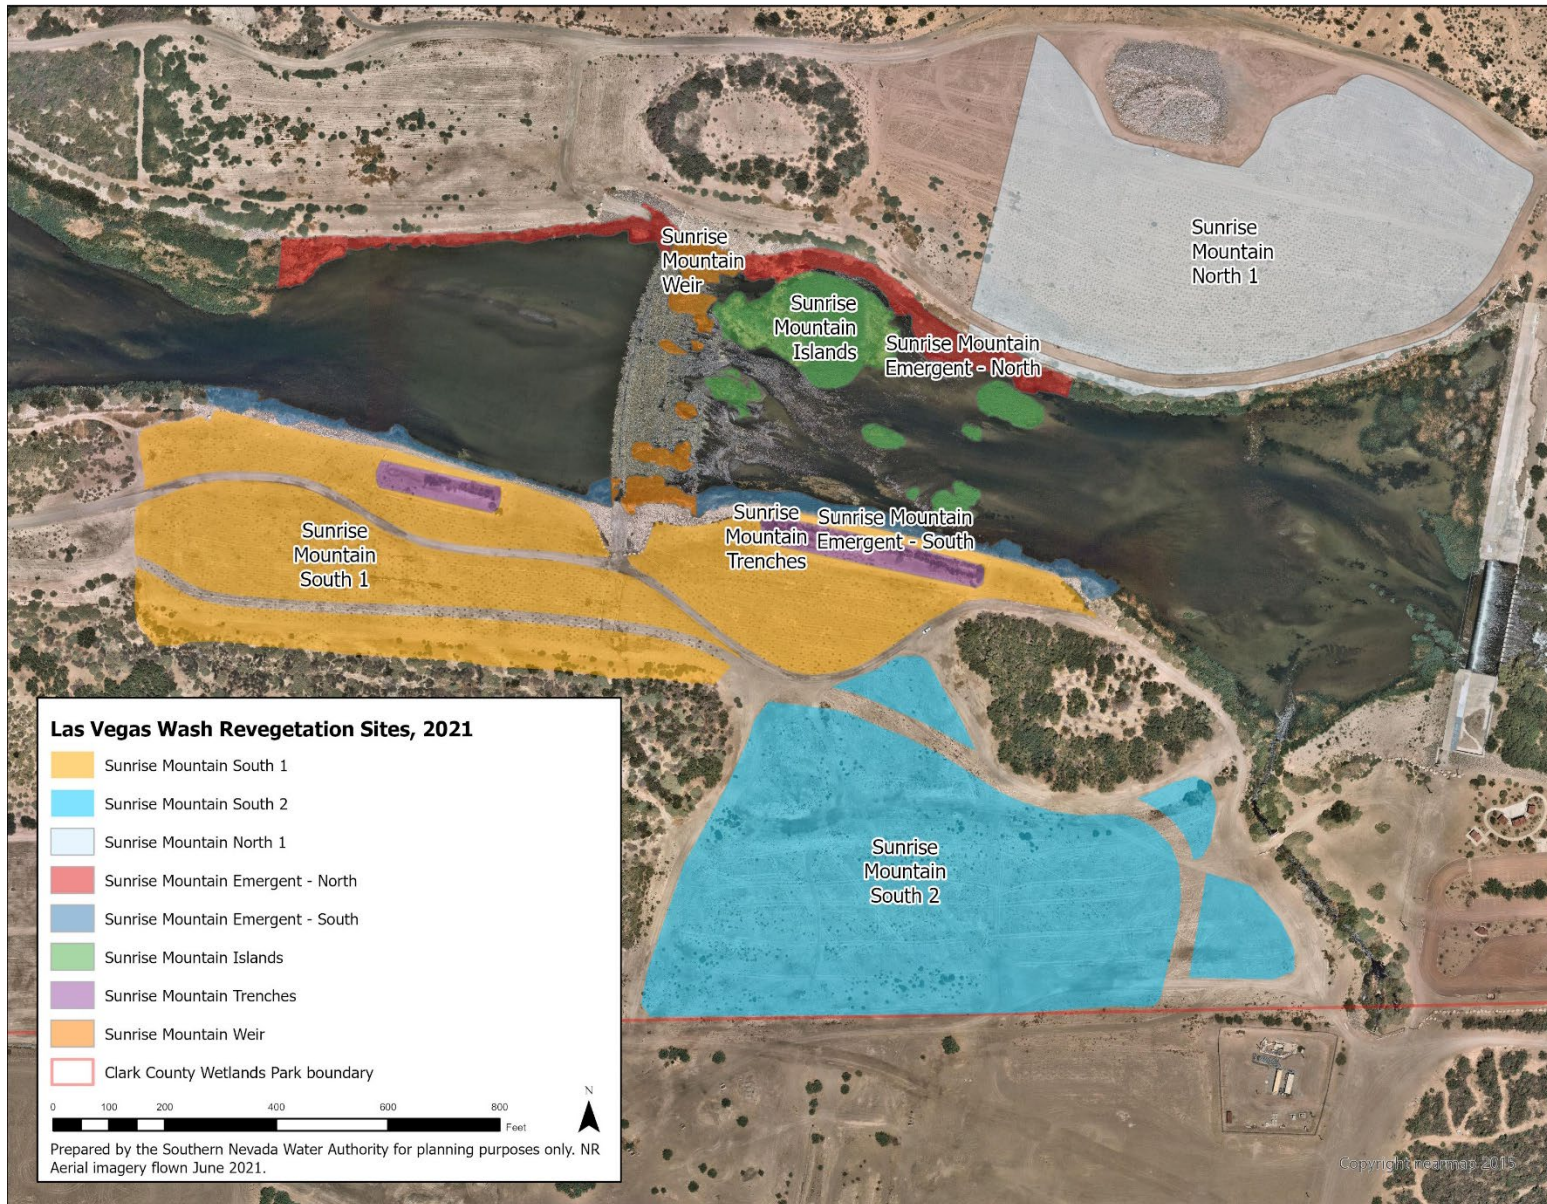 Sunrise
Mountain
North 1
Sunrise
Mountain
Weir
Sunrise
Mountain
Islands
Sunrise Mountain
Emergent - North
Sunrise
Mountain
South 1
Sunrise
Mountain
Trenches
Sunrise Mountain
Emergent - South
Sunrise
Mountain
South 2
Las Vegas Wash Revegetation Sites, 2021
Sunrise Mountain South 1
Sunrise Mountain South 2
Sunrise Mountain North 1
Sunrise Mountain Emergent - North
Sunrise Mountain Emergent - South
Sunrise Mountain Islands
Sunrise Mountain Trenches
Sunrise Mountain Weir
Clark County Wetlands Park boundary
N
0 100 200 400 600 800
Feet
Prepared by the Southern Nevada Water Authority for planning purposes only. NR
Aerial imagery flown June 2021.
Copyright nearmap 2015